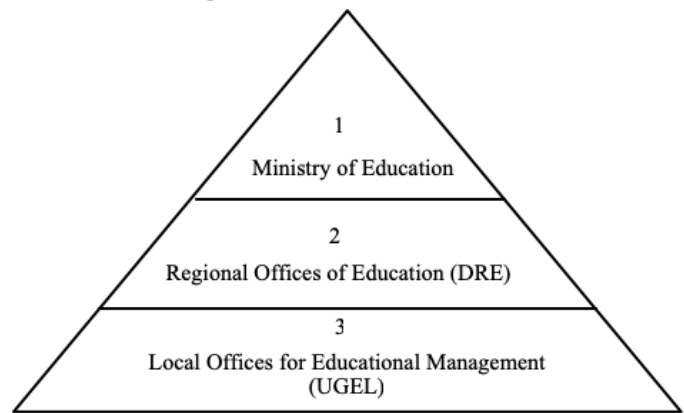 1
Ministry of Education
2
Regional Offices of Education (DRE)
3
Local Offices for Educational Management
(UGEL)